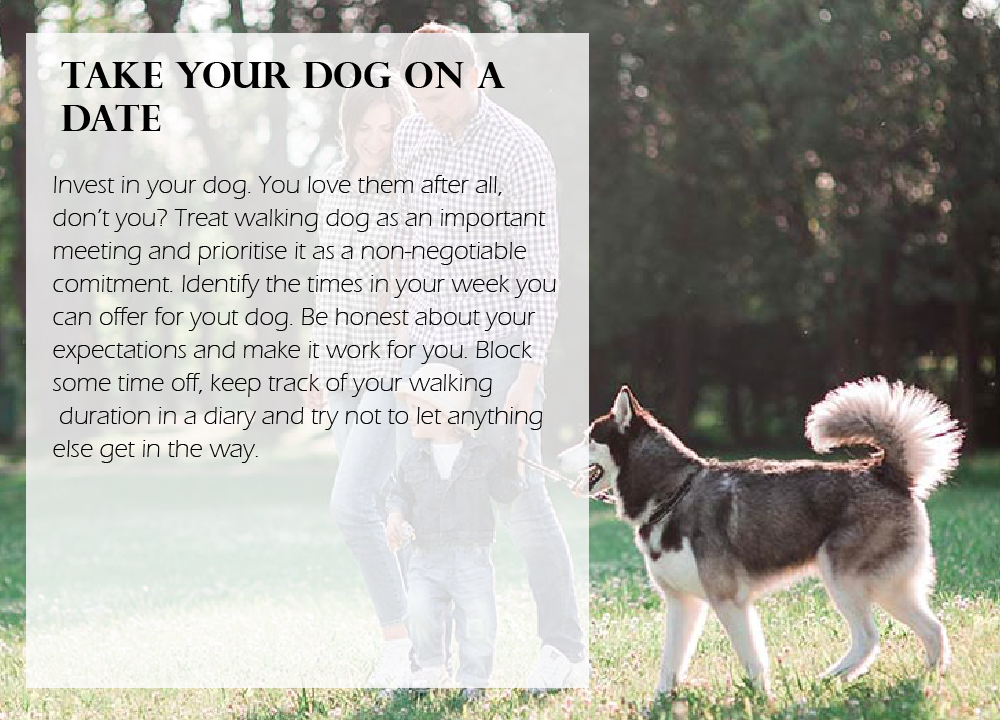 TAKE YOUR DOG ON A
DATE
Invest in your dog. You love them after all,
don't you? Treat walking dog as an important
meeting and prioritise it as a non-negotiable
comitment. Identify the times in your week you
can offer for yout dog. Be honest about your
expectations and make it work for you. Block
some time off, keep track of your walking
duration in a diary and try not to let anything
else get in the way.